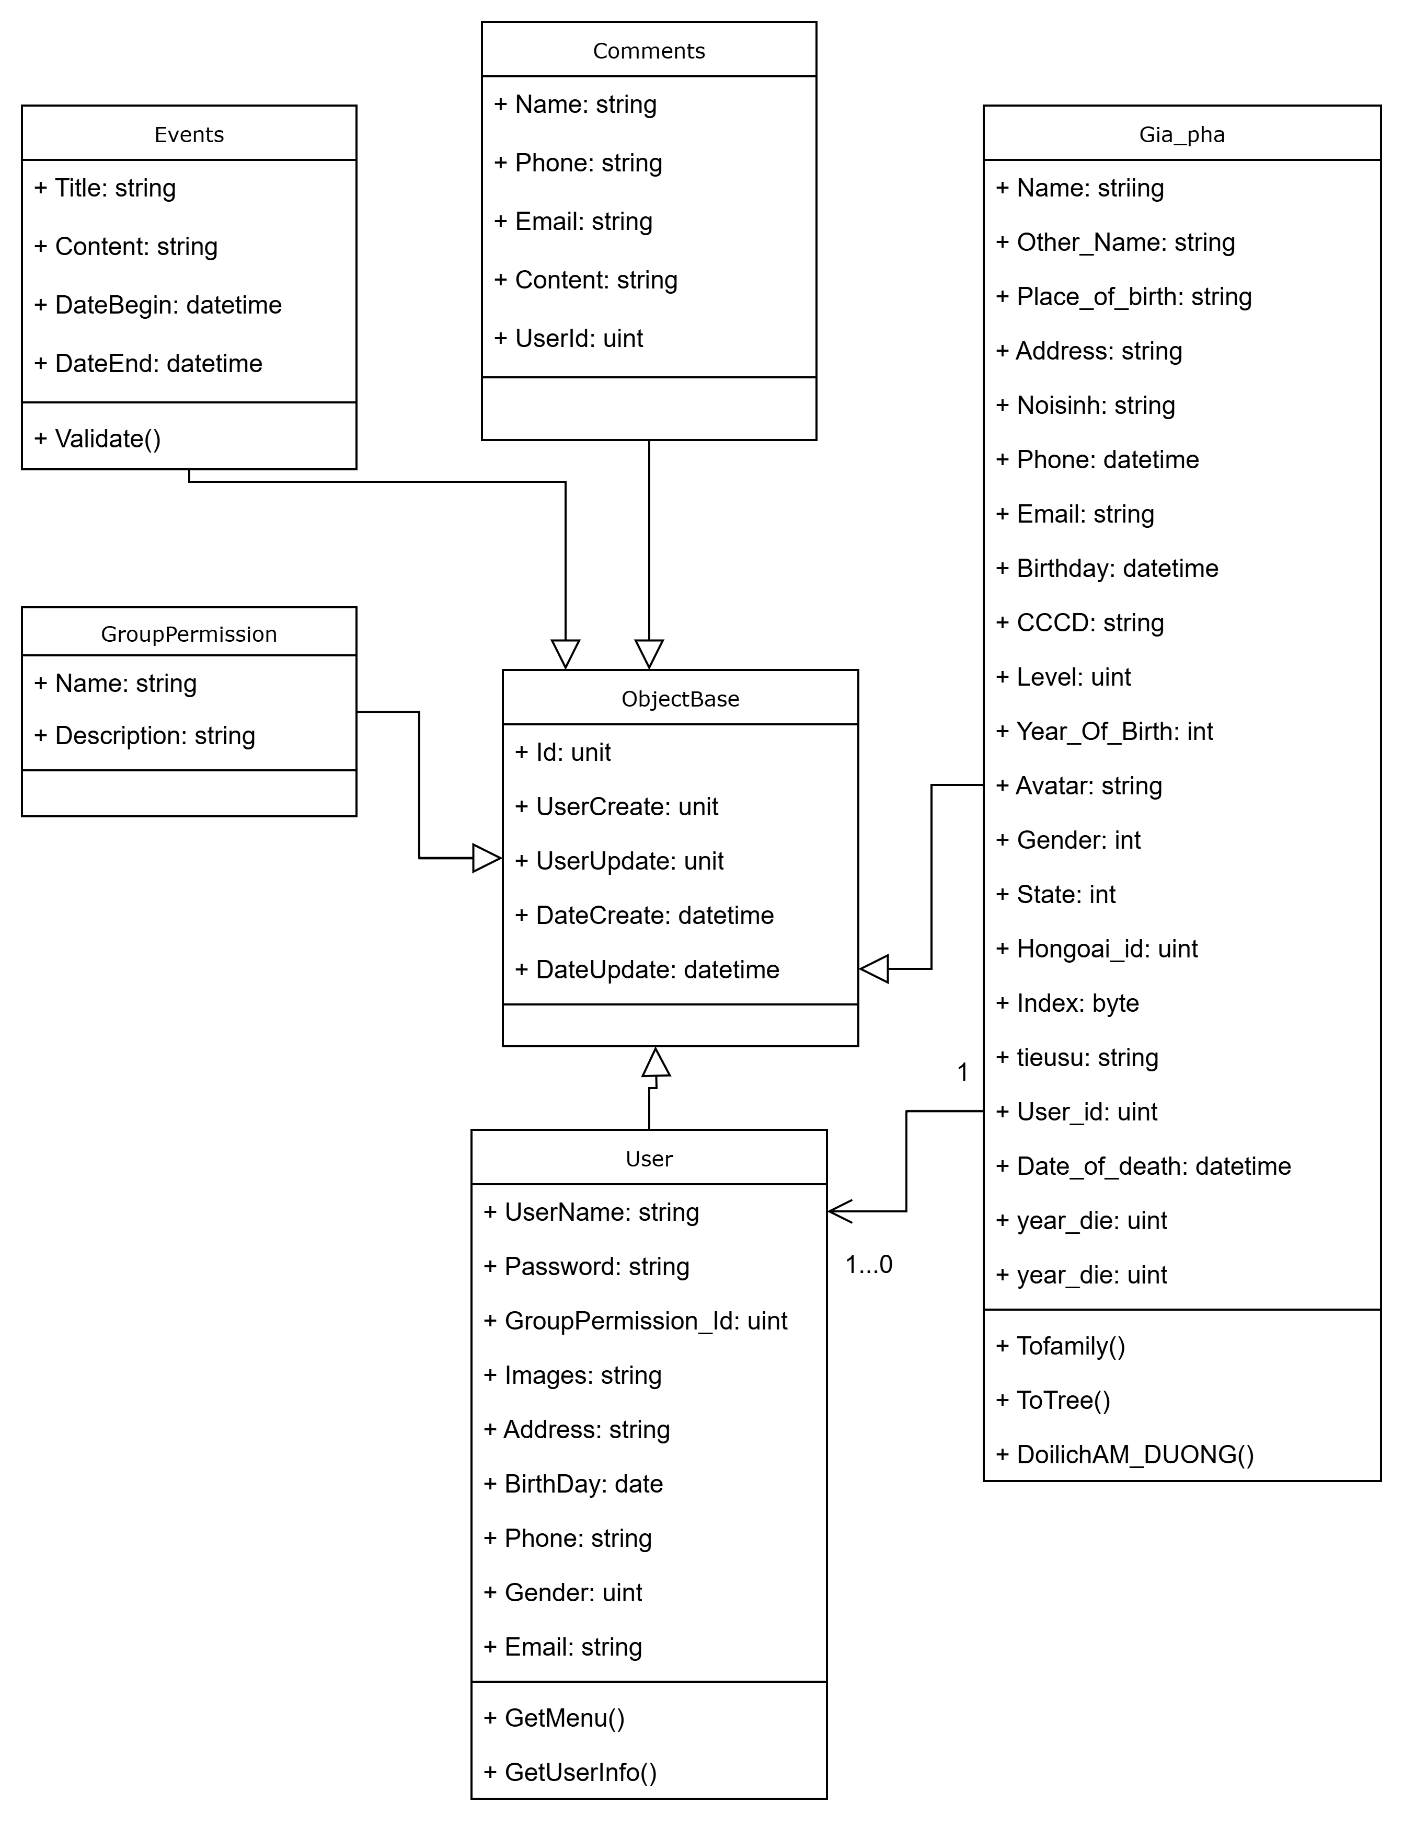 Comments
+ Name: string
+ Phone: string
+ Email: string
+ Content: string
+ UserId: uint
Events
+ Title: string
+ Content: string
+ DateBegin: datetime
+ DateEnd: datetime
+ Validate()
Gia_pha
+ Name: striing
+ Other_Name: string
+ Place_of_birth: string
+ Address: string
+ Noisinh: string
+ Phone: datetime
+ Email: string
+ Birthday: datetime
+ CCCD: string
+ Level: uint
+ Year_Of_Birth: int
+ Avatar: string
+ Gender: int
+ State: int
+ Hongoai_id: uint
+ Index: byte
+ tieusu: string
+ User_id: uint
+ Date_of_death: datetime
+ year_die: uint
+ year_die: uint
+ Tofamily()
+ ToTree()
+ DoilichAM_DUONG()
GroupPermission
+ Name: string
+ Description: string
ObjectBase
+ Id: unit
+ UserCreate: unit
+ UserUpdate: unit
+ DateCreate: datetime
+ DateUpdate: datetime
1
1...0
User
+ UserName: string
+ Password: string
+ GroupPermission_Id: uint
+ Images: string
+ Address: string
+ BirthDay: date
+ Phone: string
+ Gender: uint
+ Email: string
+ GetMenu()
+ GetUserInfo()